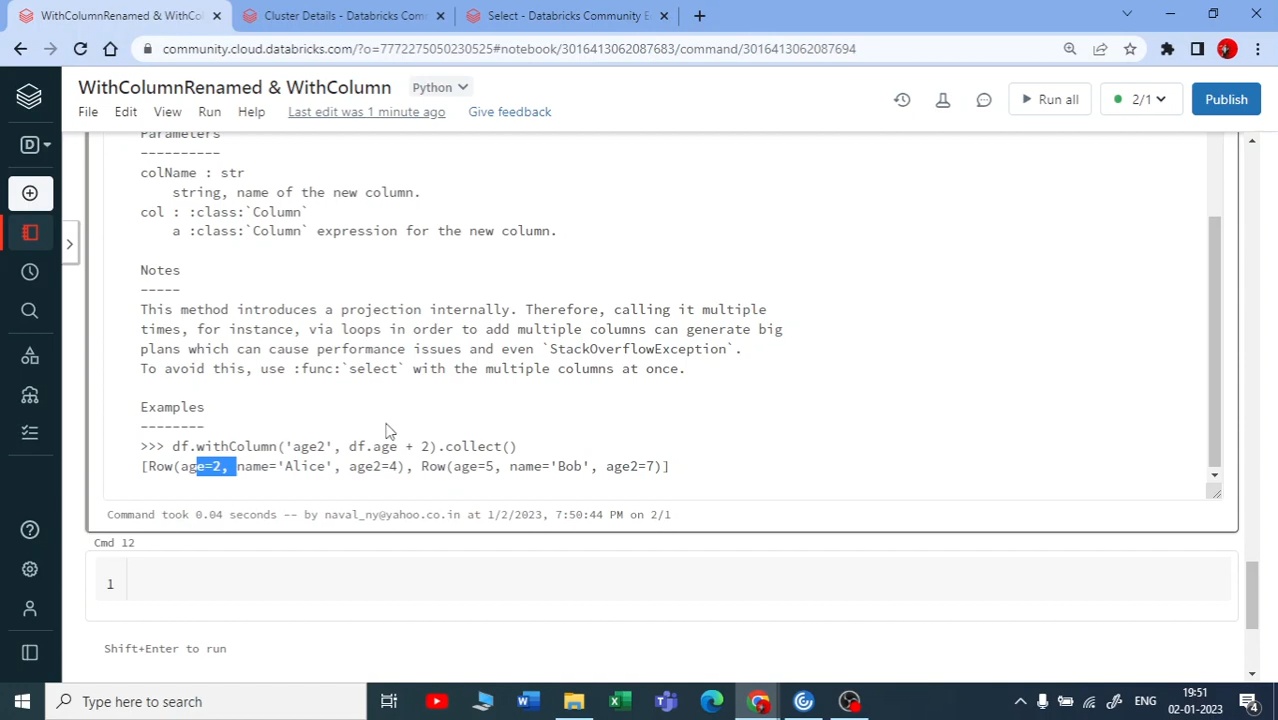 WithColumnRenamed & WithCo
Cluster Details - Databricks Com
Select - Databricks Community E
community.cloud.databricks.com/?o=7772275050230525#notebook/3016413062087683/command/3016413062087694
WithColumnRenamed & WithColumn
Python
File Edit View Run Help Last edit was 1 minute ago Give feedback
Run all
2/1
Publish
D
Parameters
----------
colName : str
string, name of the new column.
col : :class:`Column`
a :class:`Column` expression for the new column.
Notes
-----
This method introduces a projection internally. Therefore, calling it multiple
times, for instance, via loops in order to add multiple columns can generate big
plans which can cause performance issues and even `StackOverflowException`.
To avoid this, use :func:`select` with the multiple columns at once.
Examples
--------
>>> df.withColumn('age2', df.age + 2).collect()
[Row(age=2, name='Alice', age2=4), Row(age=5, name='Bob', age2=7)]
Command took 0.04 seconds -- by naval_ny@yahoo.co.in at 1/2/2023, 7:50:44 PM on 2/1
Cmd 12
1
Shift+Enter to run
Type here to search
ENG
19:51
02-01-2023
4